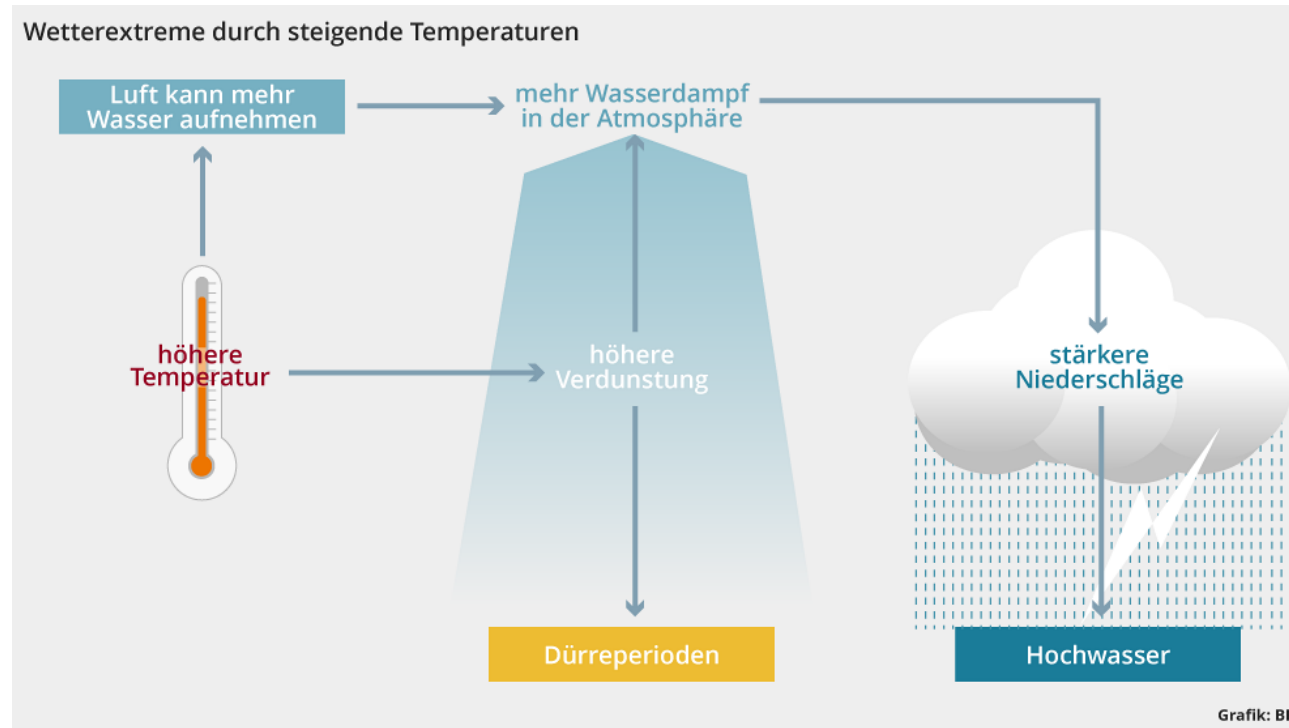 Wetterextreme durch steigende Temperaturen
Luft kann mehr
Wasser aufnehmen
mehr Wasserdampf
in der Atmosphäre
höhere
Temperatur
höhere
Verdunstung
stärkere
Niederschläge
Dürreperioden
Hochwasser
Grafik: